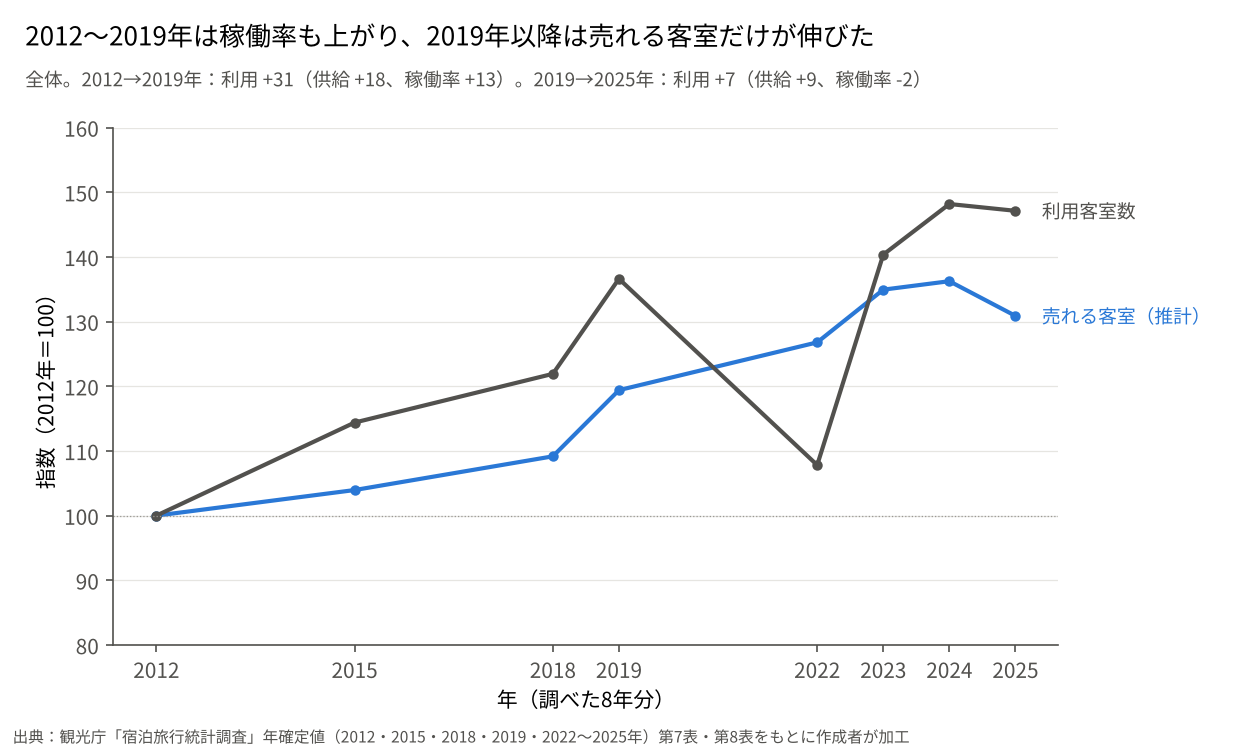 2012～2019年は稼働率も上がり、2019年以降は売れる客室だけが伸びた
全体。2012→2019年：利用 +31（供給 +18、稼働率 +13）。2019→2025年：利用 +7（供給 +9、稼働率 -2）
160
150
140
130
120
110
100
90
80
指数（2012年＝100）
利用客室数
売れる客室（推計）
2012 2015 2018 2019 2022 2023 2024 2025
年（調べた8年分）
出典：観光庁「宿泊旅行統計調査」年確定値（2012・2015・2018・2019・2022～2025年）第7表・第8表をもとに作成者が加工